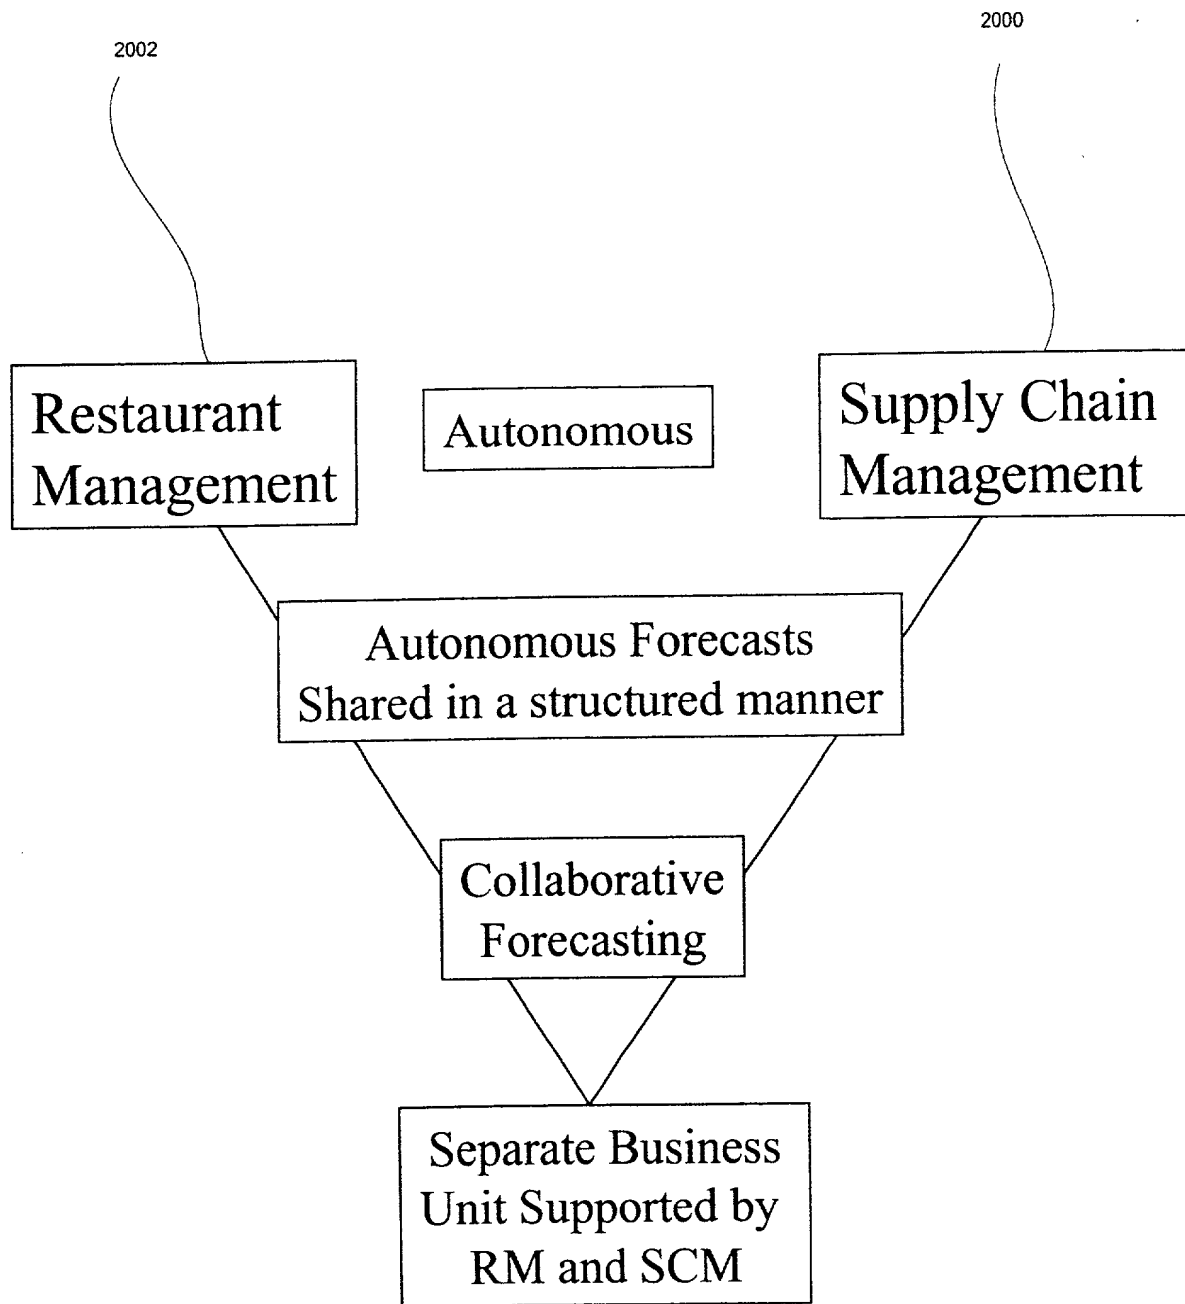 2002
2000
Restaurant
Management
Autonomous
Supply Chain
Management
Autonomous Forecasts
Shared in a structured manner
Collaborative
Forecasting
Separate Business
Unit Supported by
RM and SCM